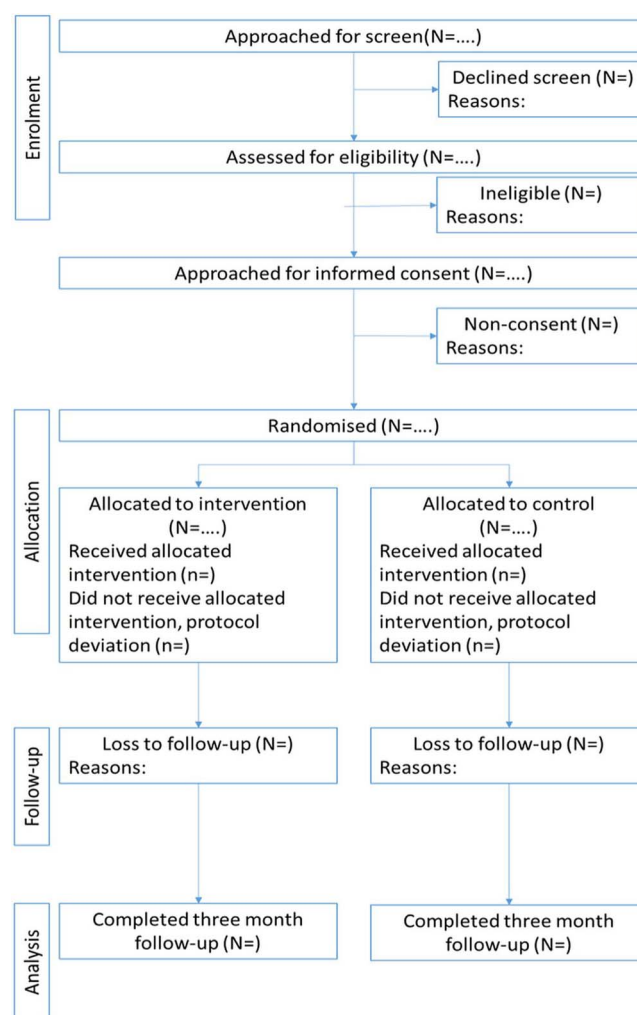 Enrolment
Approached for screen(N=....)
Declined screen (N=)
Reasons:
Assessed for eligibility (N=....)
Ineligible (N=)
Reasons:
Approached for informed consent (N=....)
Non-consent (N=)
Reasons:
Allocation
Randomised (N=....)
Allocated to intervention
(N=....)
Received allocated
intervention (n=)
Did not receive allocated
intervention, protocol
deviation (n=)
Allocated to control
(N=....)
Received allocated
intervention (n=)
Did not receive allocated
intervention, protocol
deviation (n=)
Follow-up
Loss to follow-up (N=)
Reasons:
Loss to follow-up (N=)
Reasons:
Analysis
Completed three month
follow-up (N=)
Completed three month
follow-up (N=)